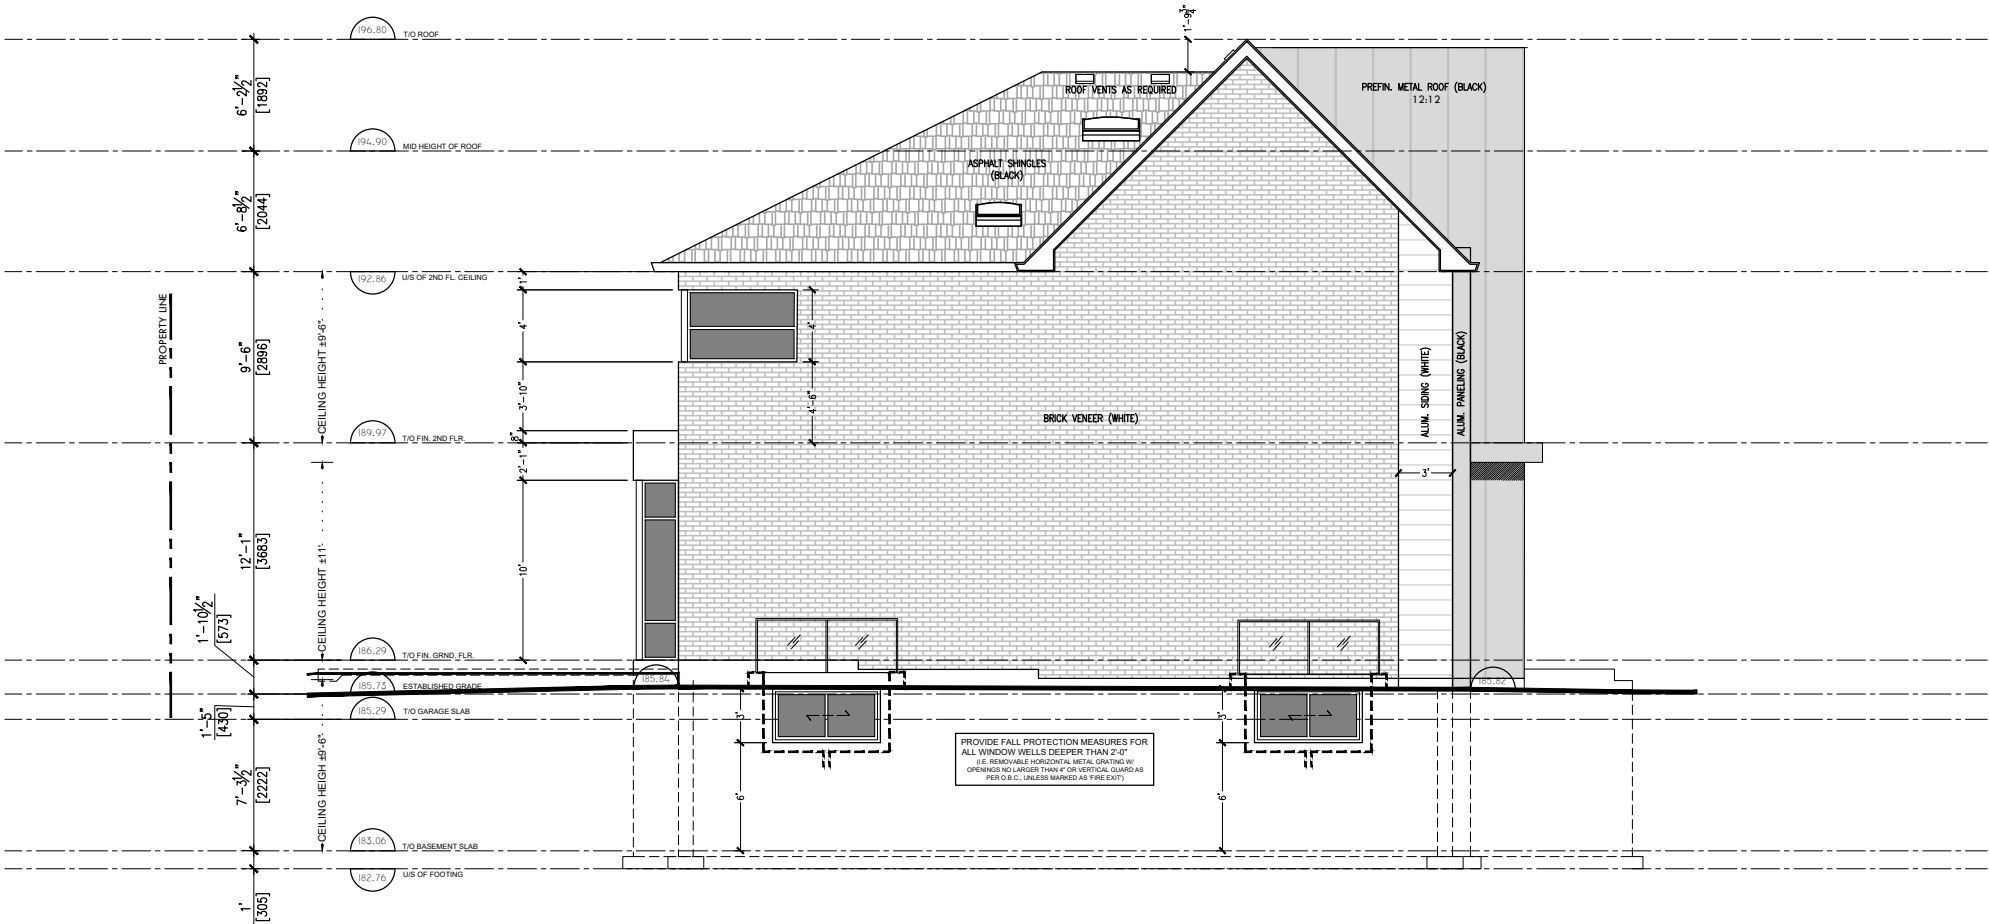 196.80 T/O ROOF
194.90 MID HEIGHT OF ROOF
192.86 U/S OF 2ND FL. CEILING
189.97 T/O FIN. 2ND FLR.
186.29 T/O FIN. GRND. FLR.
185.73 ESTABLISHED GRADE
185.29 T/O GARAGE SLAB
183.06 T/O BASEMENT SLAB
182.76 U/S OF FOOTING
PROPERTY LINE
6'-2½"
[1892]
6'-8½"
[2044]
9'-6"
[2896]
12'-1"
[3683]
1'-10½"
[573]
1'-5"
[430]
7'-3½"
[2222]
1'
[305]
CEILING HEIGHT ±9'-6"
CEILING HEIGHT ±11'
CEILING HEIGH ±9'-6"
1'
4'
3'-10"
8"
2'-1"
10'
4'
4'-6"
1'-9¾"
ROOF VENTS AS REQUIRED
ASPHALT SHINGLES
(BLACK)
PREFIN. METAL ROOF (BLACK)
12:12
BRICK VENEER (WHITE)
ALUM. SIDING (WHITE)
ALUM. PANELING (BLACK)
3'
185.84
185.82
3'
6'
3'
6'
PROVIDE FALL PROTECTION MEASURES FOR
ALL WINDOW WELLS DEEPER THAN 2'-0"
(I.E. REMOVABLE HORIZONTAL METAL GRATING W/
OPENINGS NO LARGER THAN 4" OR VERTICAL GUARD AS
PER O.B.C., UNLESS MARKED AS 'FIRE EXIT')